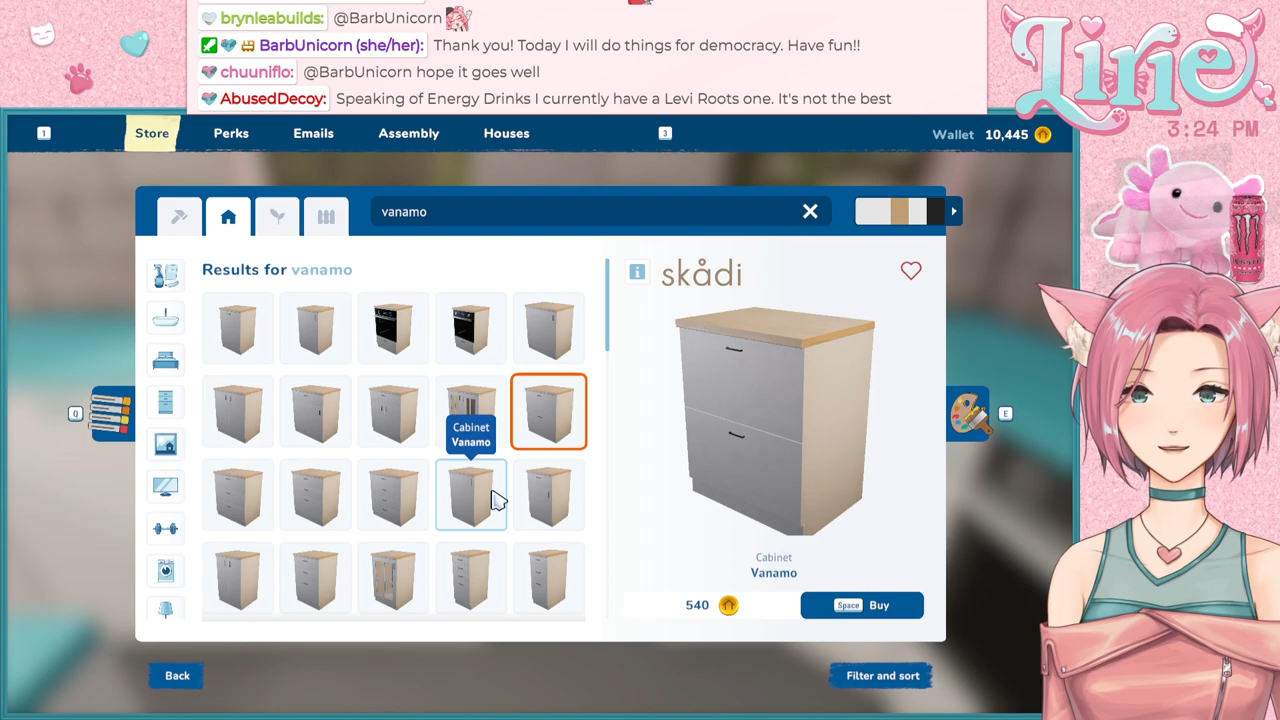 brynleabuilds: @BarbUnicorn
BarbUnicorn (she/her): Thank you! Today I will do things for democracy. Have fun!!
chuuniflo: @BarbUnicorn hope it goes well
AbusedDecoy: Speaking of Energy Drinks I currently have a Levi Roots one. It's not the best
Lirie
3:24 PM
1 Store Perks Emails Assembly Houses 3 Wallet 10,445
vanamo
Results for vanamo
skådi
Cabinet
Vanamo
Q
E
Cabinet
Vanamo
540 Space Buy
Back
Filter and sort